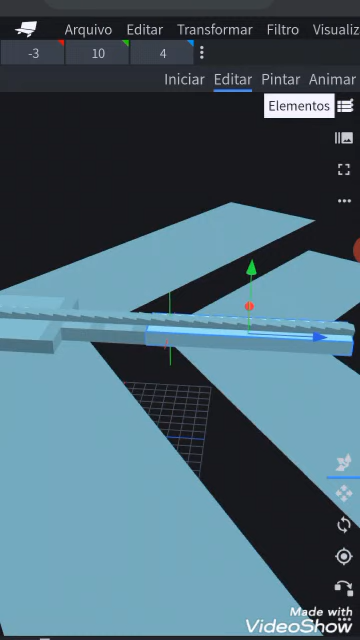 Arquivo Editar Transformar Filtro Visualiz
-3 10 4
Iniciar Editar Pintar Animar
Elementos
Made with
VideoShow